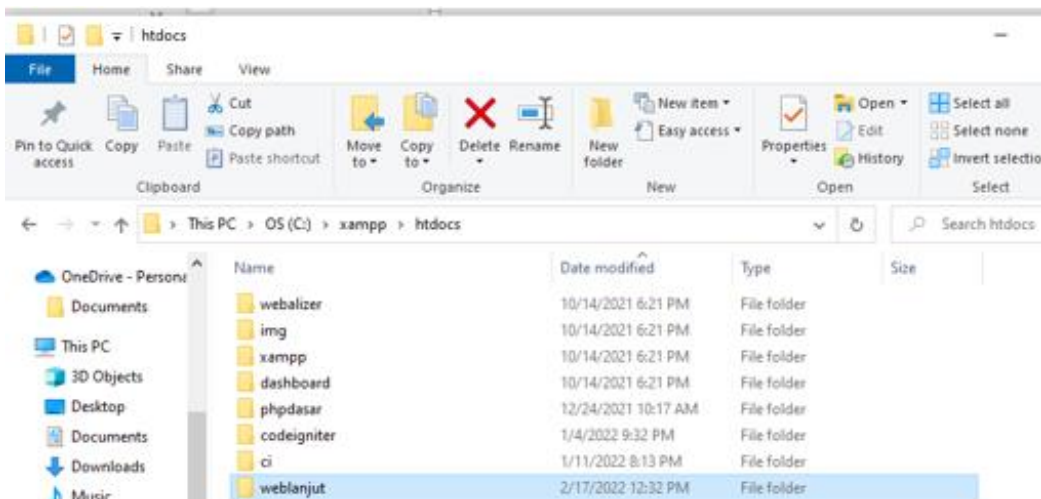 htdocs
File Home Share View
Pin to Quick access Copy Paste Cut Copy path Paste shortcut
Move to Copy to Delete Rename
New folder New item Easy access
Properties Open Edit History
Select all Select none Invert selectio
Clipboard Organize New Open Select
This PC > OS (C:) > xampp > htdocs Search htdocs
Name Date modified Type Size
OneDrive - Persona
Documents
This PC
3D Objects
Desktop
Documents
Downloads
Music
webalizer 10/14/2021 6:21 PM File folder
img 10/14/2021 6:21 PM File folder
xampp 10/14/2021 6:21 PM File folder
dashboard 10/14/2021 6:21 PM File folder
phpdasar 12/24/2021 10:17 AM File folder
codeigniter 1/4/2022 9:32 PM File folder
ci 1/11/2022 8:13 PM File folder
weblanjut 2/17/2022 12:32 PM File folder